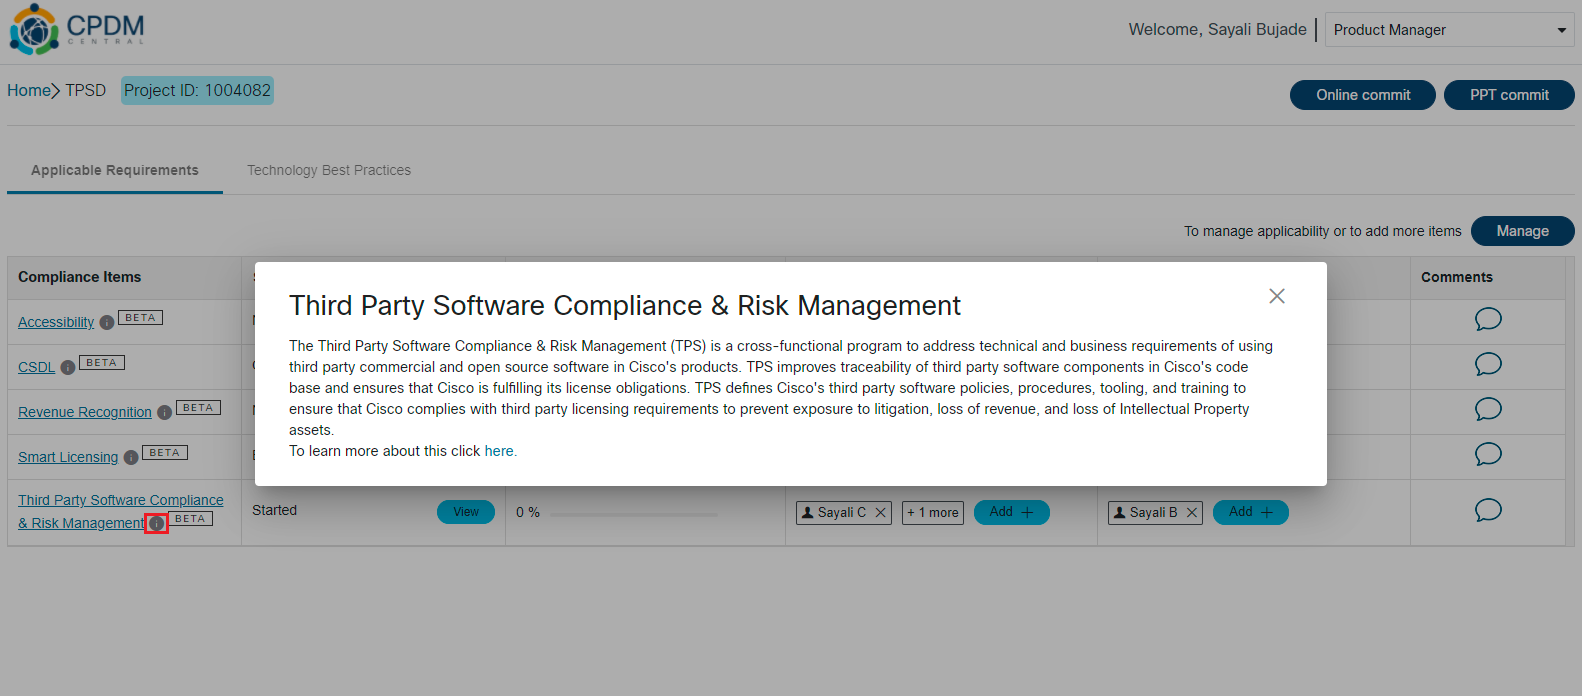 CPDM
CENTRAL
Welcome, Sayali Bujade
Product Manager
Home
TPSD
Project ID: 1004082
Online commit
PPT commit
Applicable Requirements
Technology Best Practices
To manage applicability or to add more items
Manage
Compliance Items
Comments
Accessibility
BETA
CSDL
BETA
Revenue Recognition
BETA
Smart Licensing
BETA
Third Party Software Compliance & Risk Management
The Third Party Software Compliance & Risk Management (TPS) is a cross-functional program to address technical and business requirements of using
third party commercial and open source software in Cisco's products. TPS improves traceability of third party software components in Cisco's code
base and ensures that Cisco is fulfilling its license obligations. TPS defines Cisco's third party software policies, procedures, tooling, and training to
ensure that Cisco complies with third party licensing requirements to prevent exposure to litigation, loss of revenue, and loss of Intellectual Property
assets.
To learn more about this click here.
Third Party Software Compliance
& Risk Management
BETA
Started
View
0 %
Sayali C
+ 1 more
Add +
Sayali B
Add +